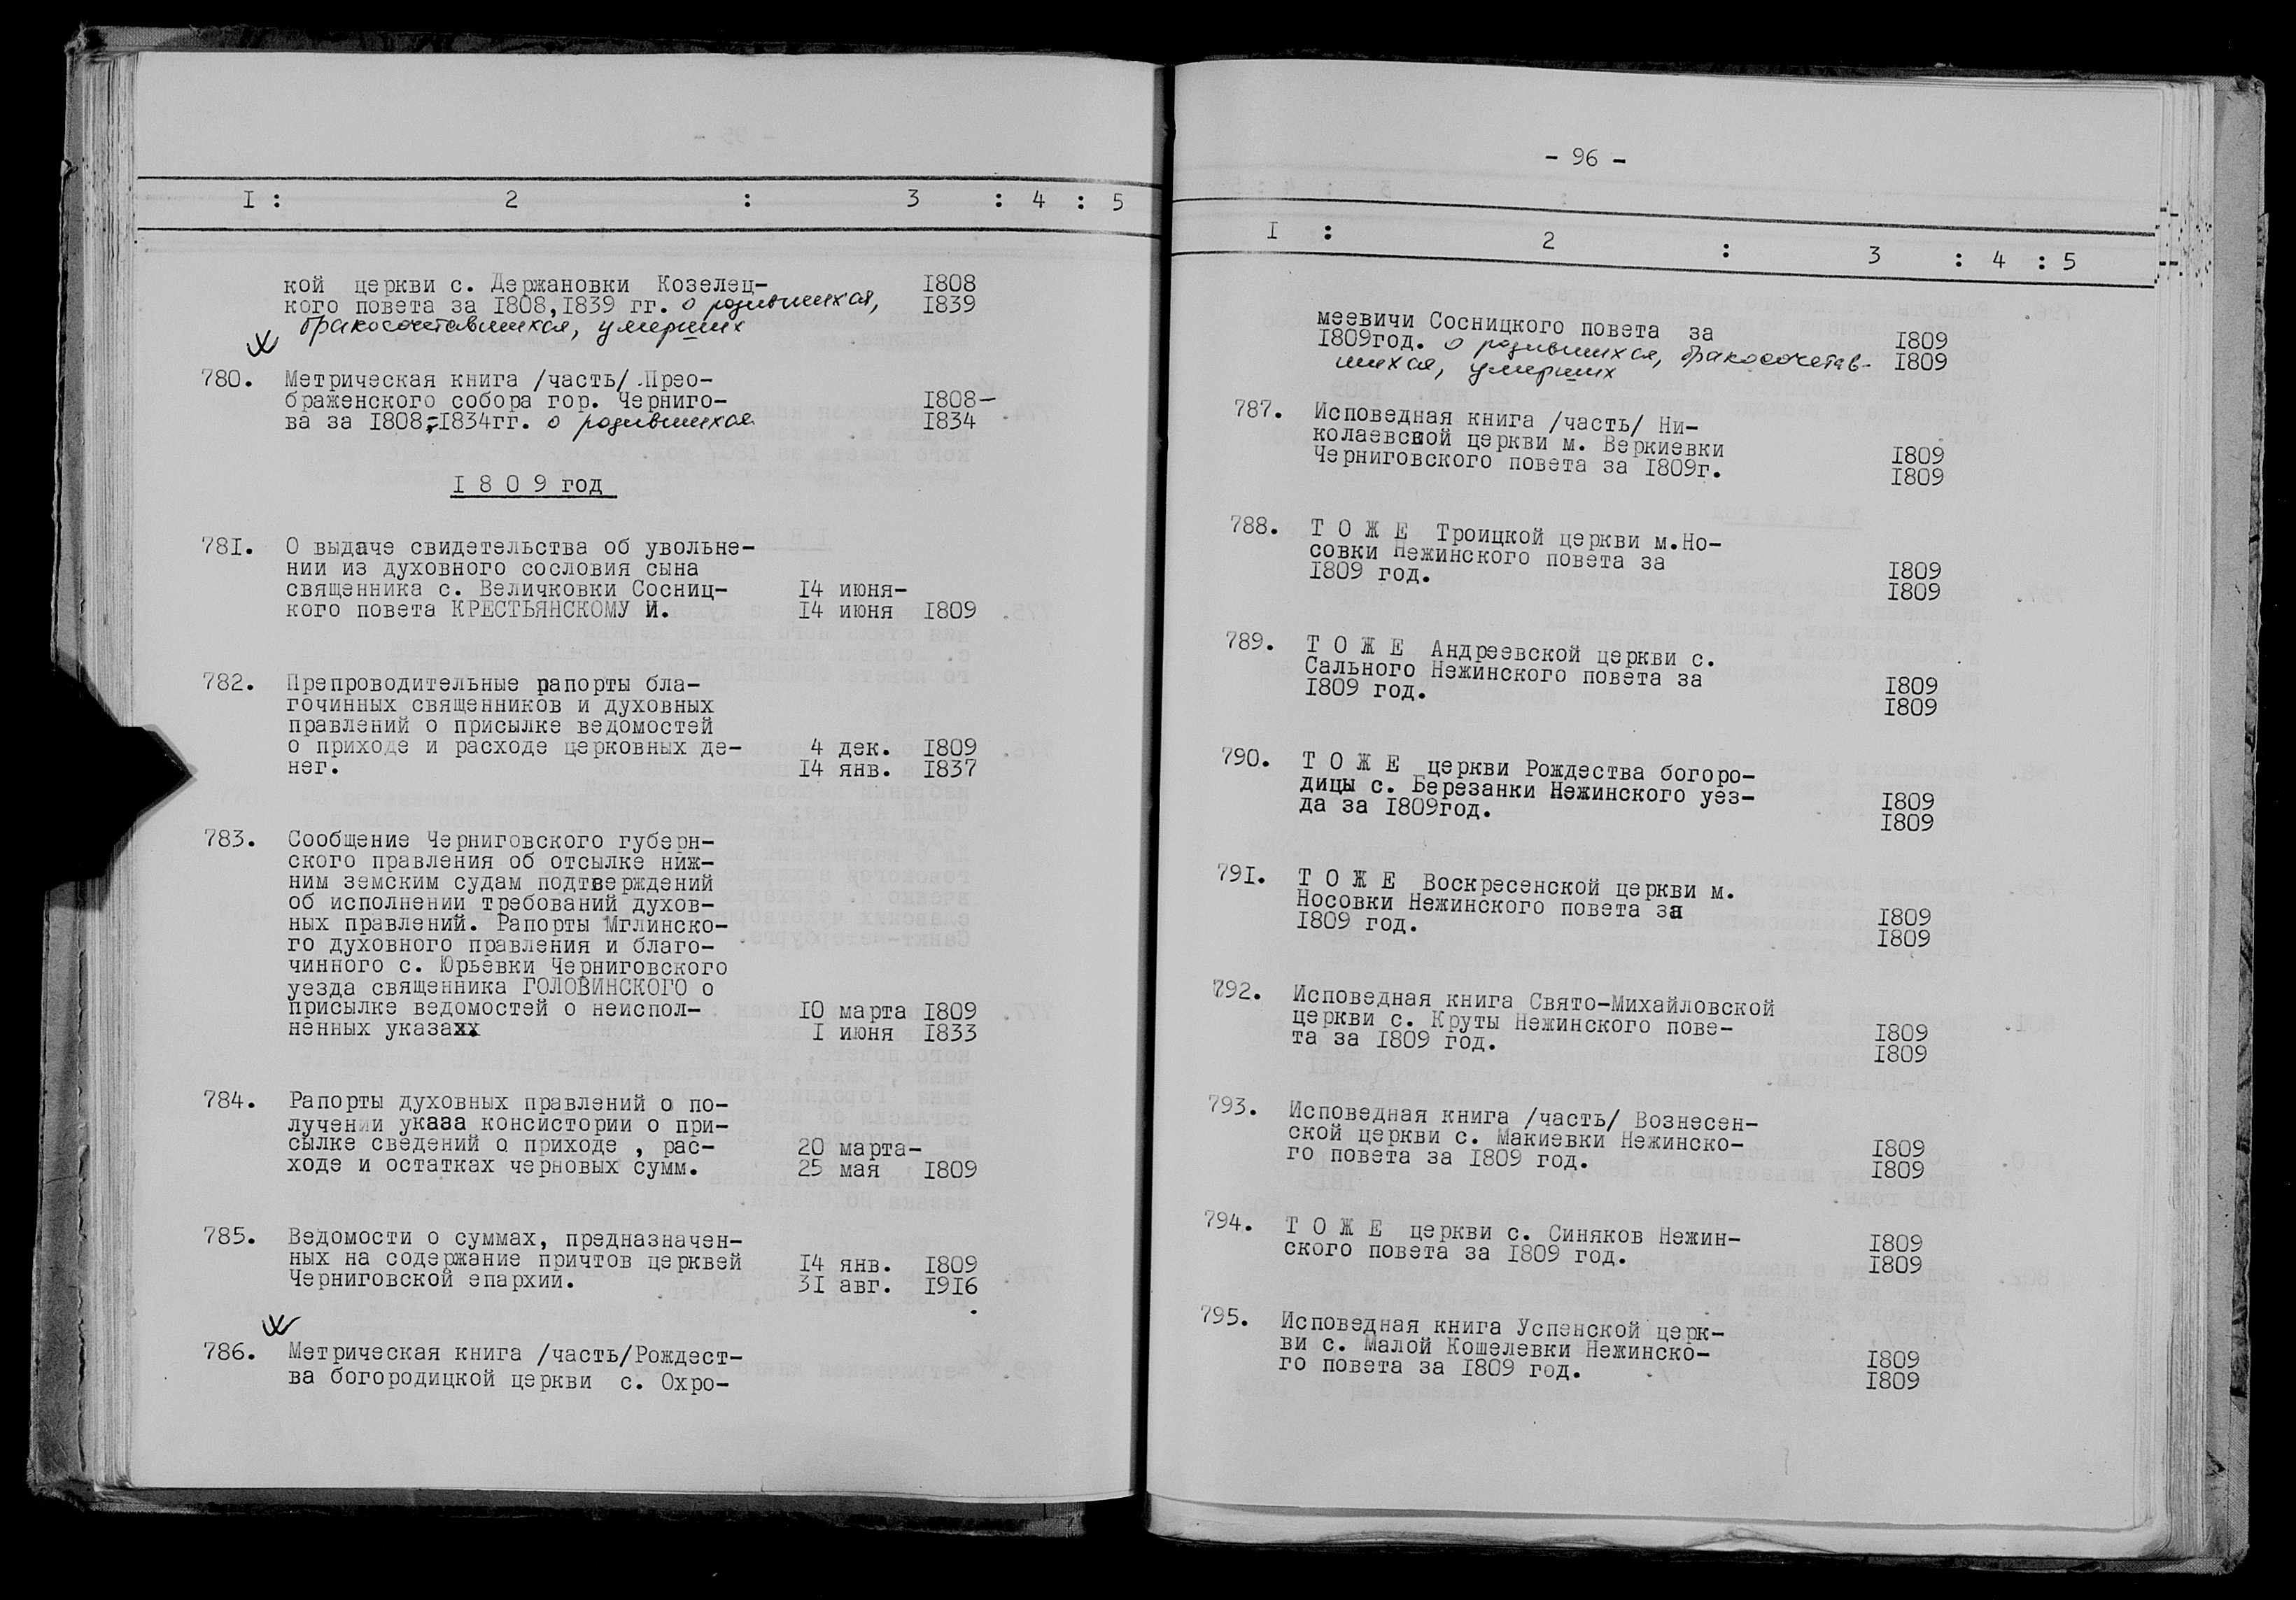 I : 2 : 3 : 4 : 5
кой церкви с. Держановки Козелец- 1808
кого повета за 1808,1839 гг. о родившихся, 1839
бракосочетавшихся, умерших
780. Метрическая книга /часть/ Прео-
браженского собора гор. Черниго- 1808-
ва за 1808-1834гг. о родившихся 1834
I 8 0 9 год
781. О выдаче свидетельства об увольне-
нии из духовного сословия сына
священника с. Величковки Сосниц- 14 июня-
кого повета КРЕСТЬЯНСКОМУ И. 14 июня 1809
782. Препроводительные рапорты бла-
гочинных священников и духовных
правлений о присылке ведомостей
о приходе и расходе церковных де- 4 дек. 1809
нег. 14 янв. 1837
783. Сообщение Черниговского губерн-
ского правления об отсылке ниж-
ним земским судам подтверждений
об исполнении требований духов-
ных правлений. Рапорты Мглинско-
го духовного правления и благо-
чинного с. Юрьевки Черниговского
уезда священника ГОЛОВИНСКОГО о
присылке ведомостей о неиспол- 10 марта 1809
ненных указах 1 июня 1833
784. Рапорты духовных правлений о по-
лучении указа консистории о при-
сылке сведений о приходе , рас- 20 марта-
ходе и остатках черновых сумм. 25 мая 1809
785. Ведомости о суммах, предназначен-
ных на содержание причтов церквей 14 янв. 1809
Черниговской епархии. 31 авг. 1916
786. Метрическая книга /часть/Рождест-
ва богородицкой церкви с. Охро-
- 96 -
I : 2 : 3 : 4 : 5
меевичи Сосницкого повета за 1809
1809год. о родившихся, бракосочетав- 1809
шихся, умерших
787. Исповедная книга /часть/ Ни-
колаевской церкви м. Веркиевки 1809
Черниговского повета за 1809г. 1809
788. Т О Ж Е Троицкой церкви м.Но-
совки Нежинского повета за 1809
1809 год. 1809
789. Т О Ж Е Андреевской церкви с.
Сального Нежинского повета за 1809
1809 год. 1809
790. Т О Ж Е церкви Рождества богоро-
дицы с. Березанки Нежинского уез- 1809
да за 1809год. 1809
791. Т О Ж Е Воскресенской церкви м.
Носовки Нежинского повета за 1809
1809 год. 1809
792. Исповедная книга Свято-Михайловской
церкви с. Круты Нежинского пове- 1809
та за 1809 год. 1809
793. Исповедная книга /часть/ Вознесен-
ской церкви с. Макиевки Нежинско- 1809
го повета за 1809 год. 1809
794. Т О Ж Е церкви с. Синяков Нежин- 1809
ского повета за 1809 год. 1809
795. Исповедная книга Успенской церк-
ви с. Малой Кошелевки Нежинско- 1809
го повета за 1809 год. 1809